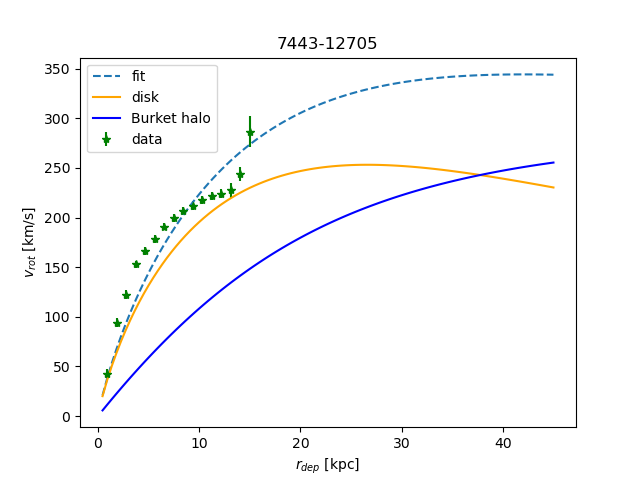 7443-12705
fit
disk
Burket halo
data
350
300
250
200
150
100
50
0
v_rot [km/s]
0 10 20 30 40
r_dep [kpc]